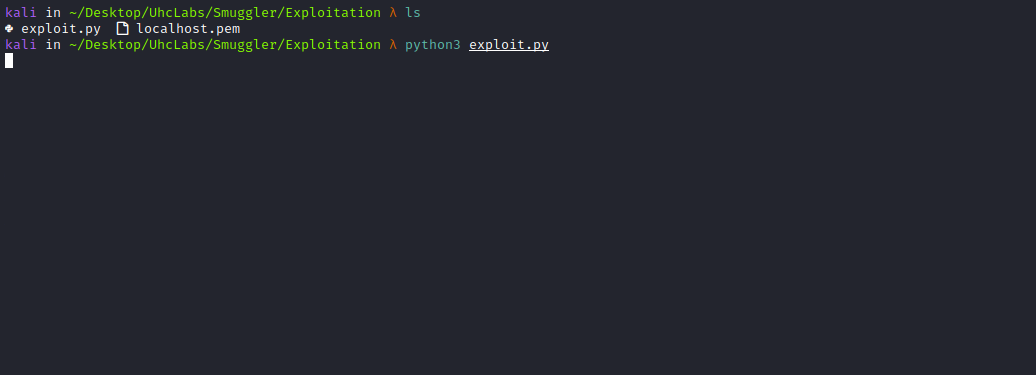 kali in ~/Desktop/UhcLabs/Smuggler/Exploitation λ ls
exploit.py localhost.pem
kali in ~/Desktop/UhcLabs/Smuggler/Exploitation λ python3 exploit.py